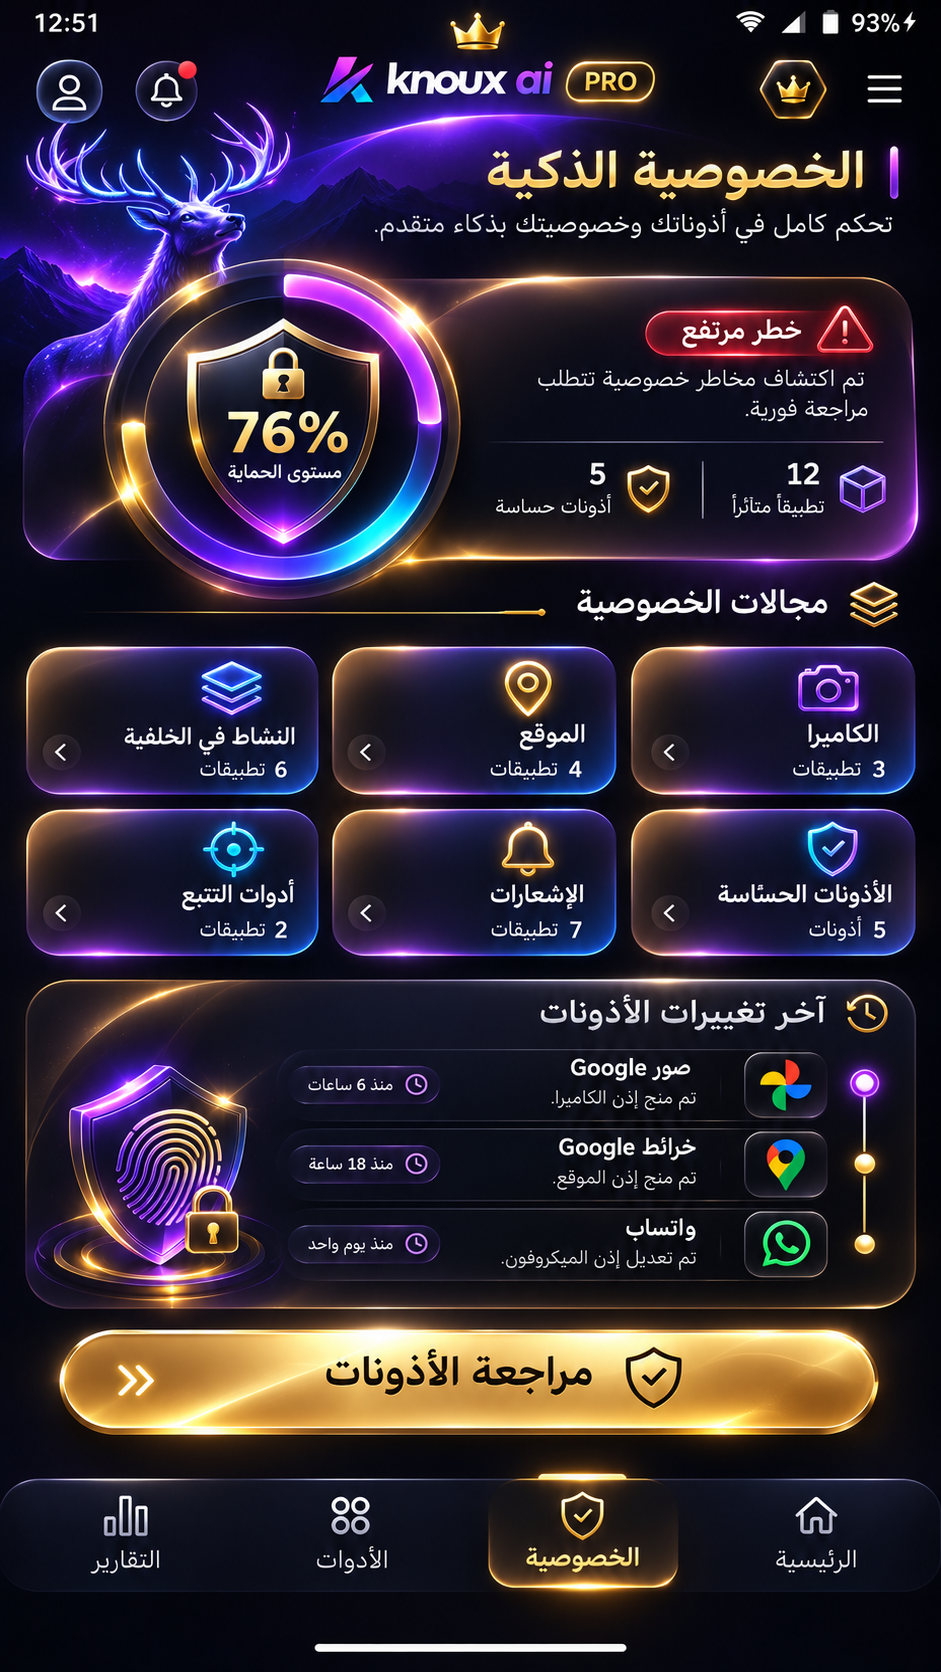 12:51
93%
knoux ai PRO
الخصوصية الذكية
تحكم كامل في أذوناتك وخصوصيتك بذكاء متقدم.
خطر مرتفع
تم اكتشاف مخاطر خصوصية تتطلب
مراجعة فورية.
76%
مستوى الحماية
12
تطبيقاً متأثراً
5
أذونات حساسة
مجالات الخصوصية
الكاميرا
3 تطبيقات
الموقع
4 تطبيقات
النشاط في الخلفية
6 تطبيقات
الأذونات الحسّاسة
5 أذونات
الإشعارات
7 تطبيقات
أدوات التتبع
2 تطبيقات
آخر تغييرات الأذونات
صور Google
تم منح إذن الكاميرا.
منذ 6 ساعات
خرائط Google
تم منح إذن الموقع.
منذ 18 ساعة
واتساب
تم تعديل إذن الميكروفون.
منذ يوم واحد
مراجعة الأذونات
الرئيسية
الخصوصية
الأدوات
التقارير